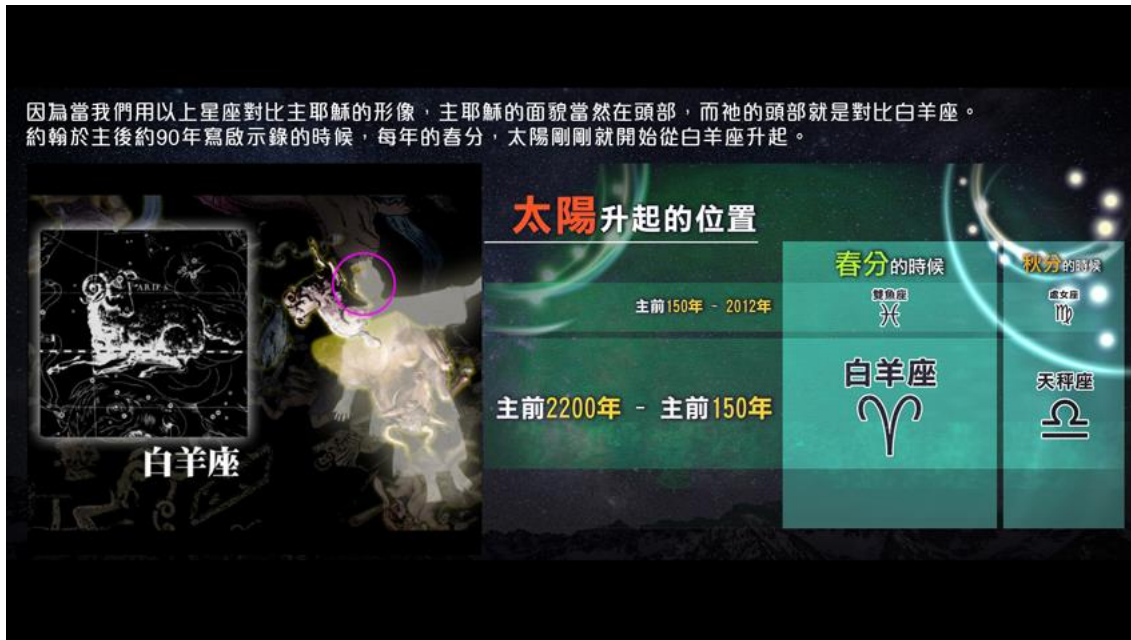 因為當我們用以上星座對比主耶穌的形像，主耶穌的面貌當然在頭部，而祂的頭部就是對比白羊座。
約翰於主後約90年寫啟示錄的時候，每年的春分，太陽剛剛就開始從白羊座升起。
ARIES
白羊座
太陽升起的位置
春分的時候
秋分的時候
主前150年 - 2012年
雙魚座
♓
處女座
♍
主前2200年 - 主前150年
白羊座
♈
天秤座
♎